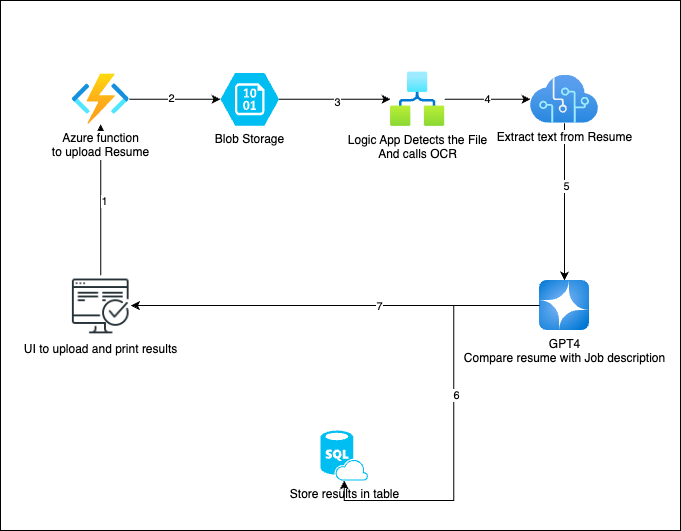 2
3
4
10
01
Azure function
to upload Resume
Blob Storage
Logic App Detects the File
And calls OCR
Extract text from Resume
1
5
7
UI to upload and print results
GPT4
Compare resume with Job description
6
SQL
Store results in table